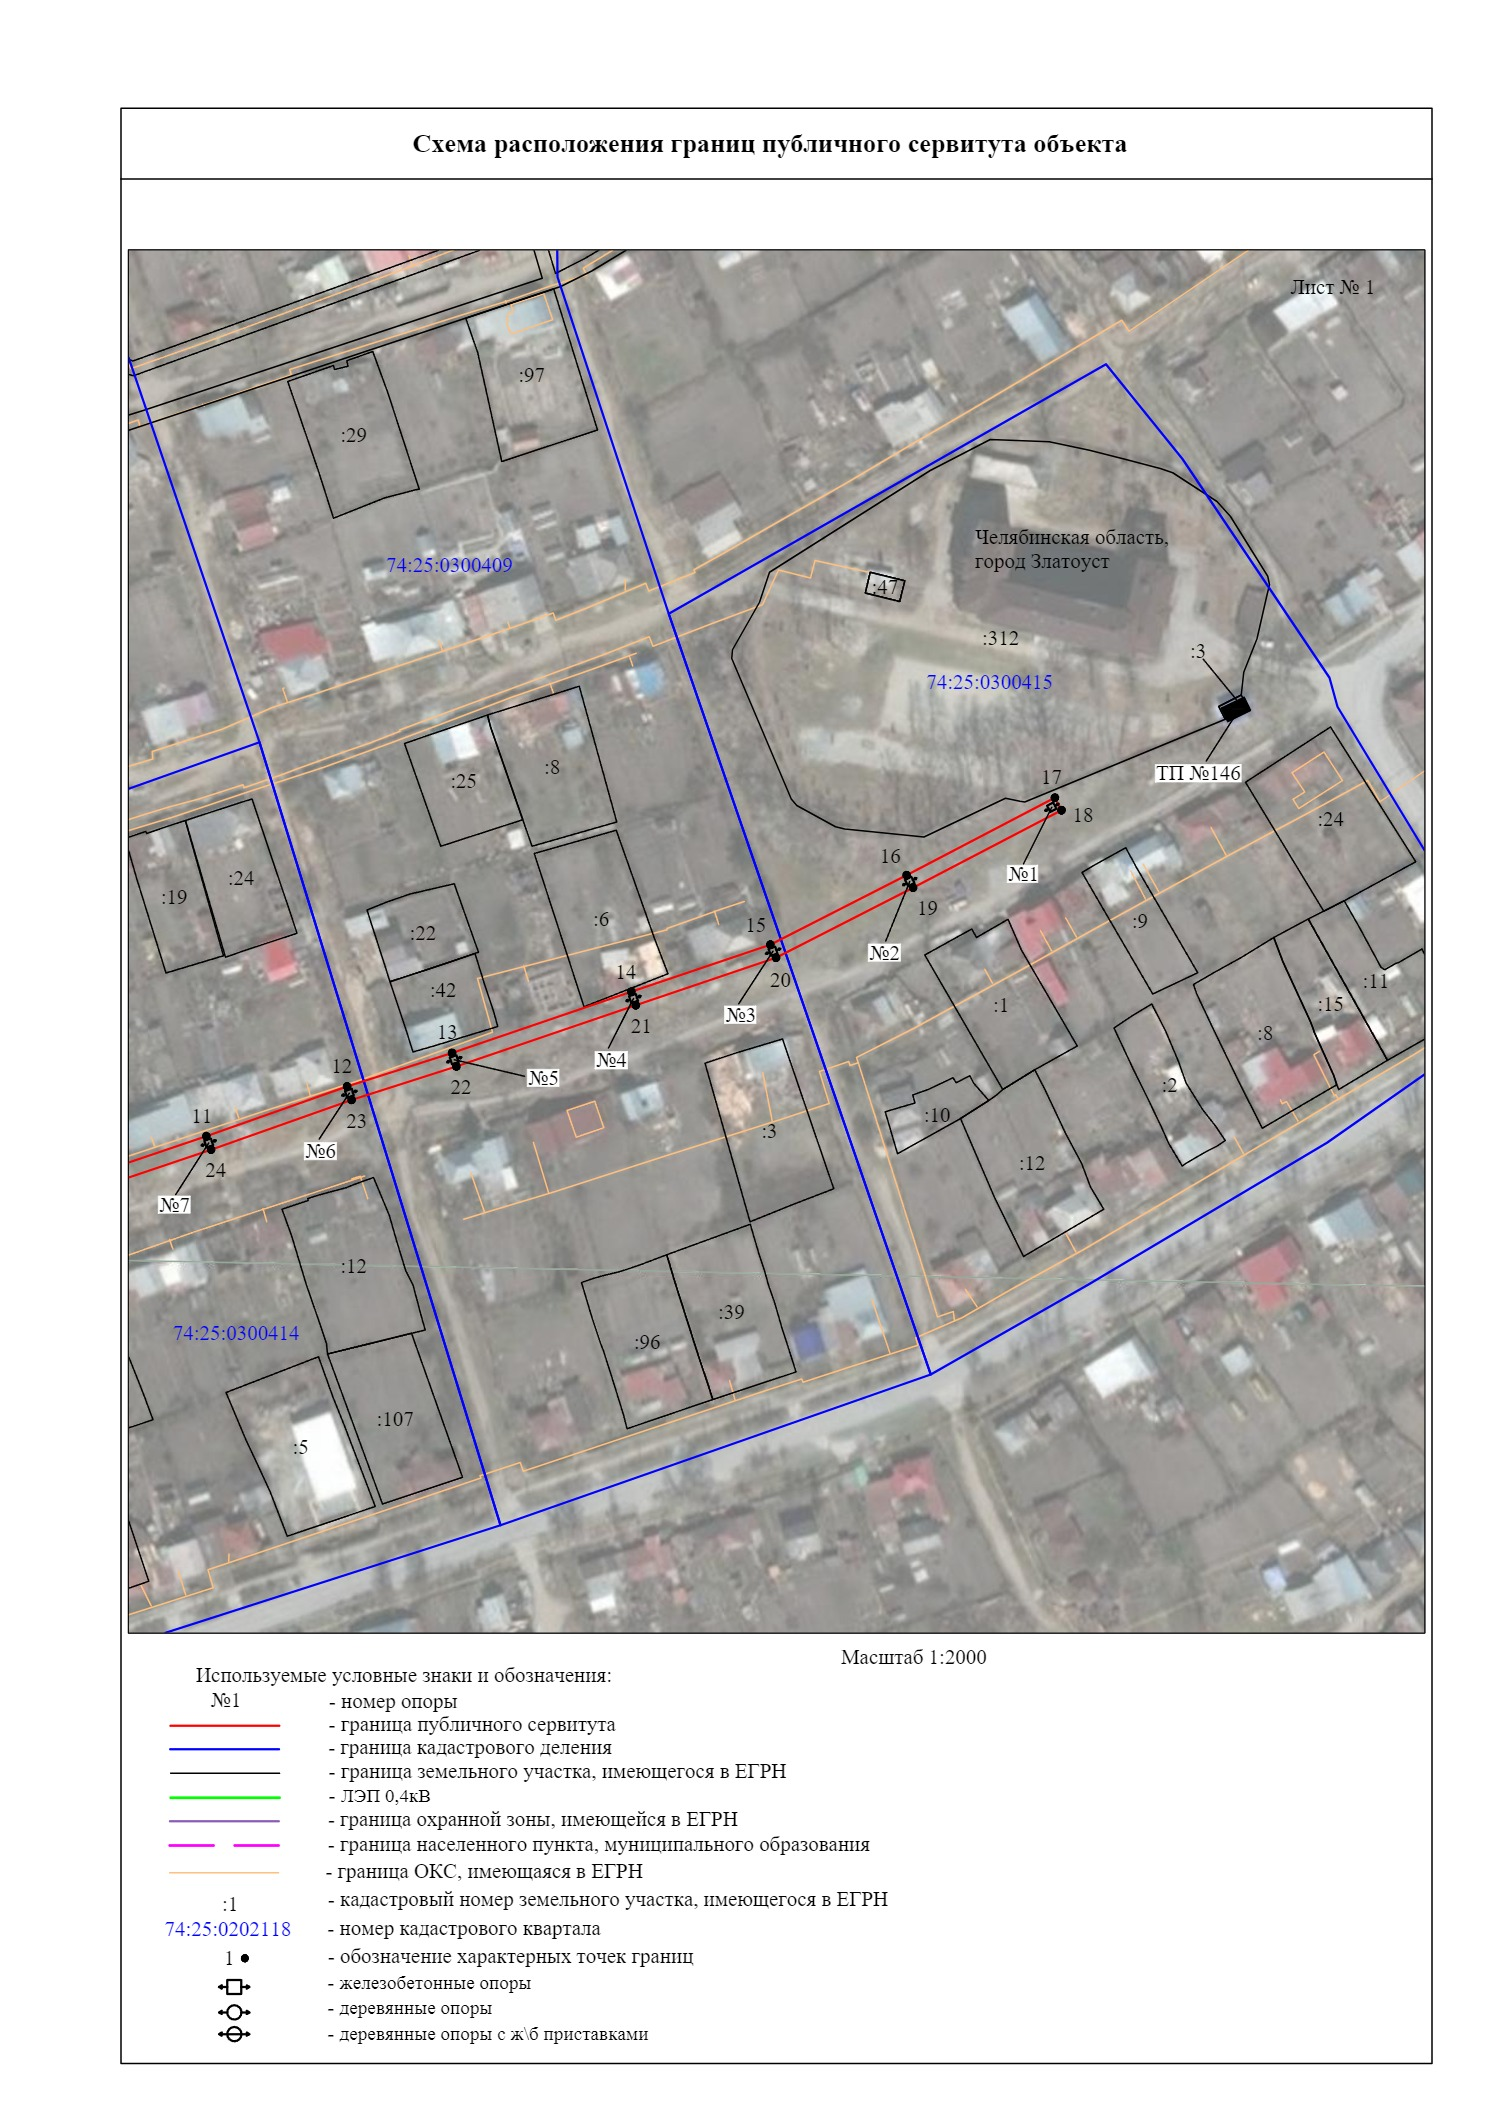 Схема расположения границ публичного сервитута объекта
Лист № 1
:97
:29
74:25:0300409
Челябинская область,
город Златоуст
:47
:312
:3
74:25:0300415
ТП №146
:25
:8
17
18
:24
№1
16
19
:19
:24
:22
:6
15
:9
№2
20
:42
14
:11
:1
:15
№3
21
13
:8
12
№4
22
№5
:2
11
23
:10
:3
№6
24
:12
№7
:12
:39
74:25:0300414
:96
:107
:5
Масштаб 1:2000
Используемые условные знаки и обозначения:
№1 - номер опоры
- граница публичного сервитута
- граница кадастрового деления
- граница земельного участка, имеющегося в ЕГРН
- ЛЭП 0,4кВ
- граница охранной зоны, имеющейся в ЕГРН
- граница населенного пункта, муниципального образования
- граница ОКС, имеющаяся в ЕГРН
:1 - кадастровый номер земельного участка, имеющегося в ЕГРН
74:25:0202118 - номер кадастрового квартала
1 - обозначение характерных точек границ
- железобетонные опоры
- деревянные опоры
- деревянные опоры с ж\б приставками